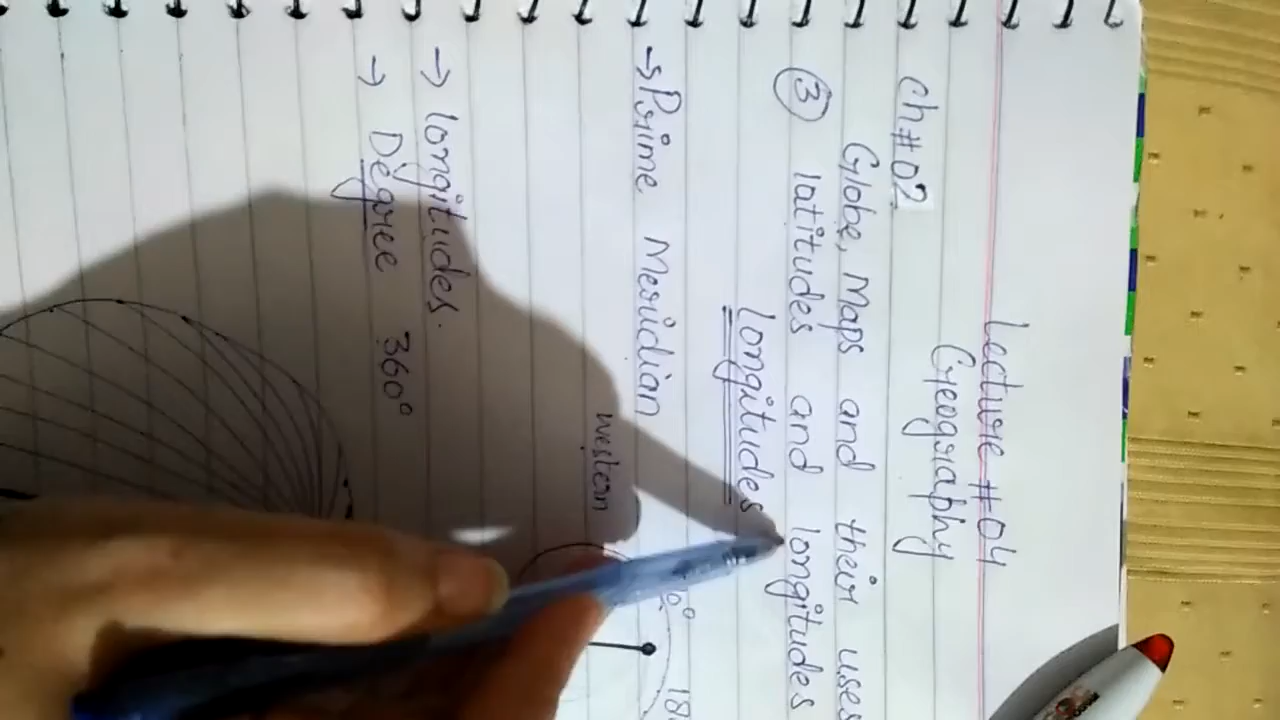 Lecture #04
Geography
Ch#02
Globe, Maps and their uses
③ latitudes and longitudes
longitudes
→ Prime Meridian
western
→ longitudes.
→ Degree 360°